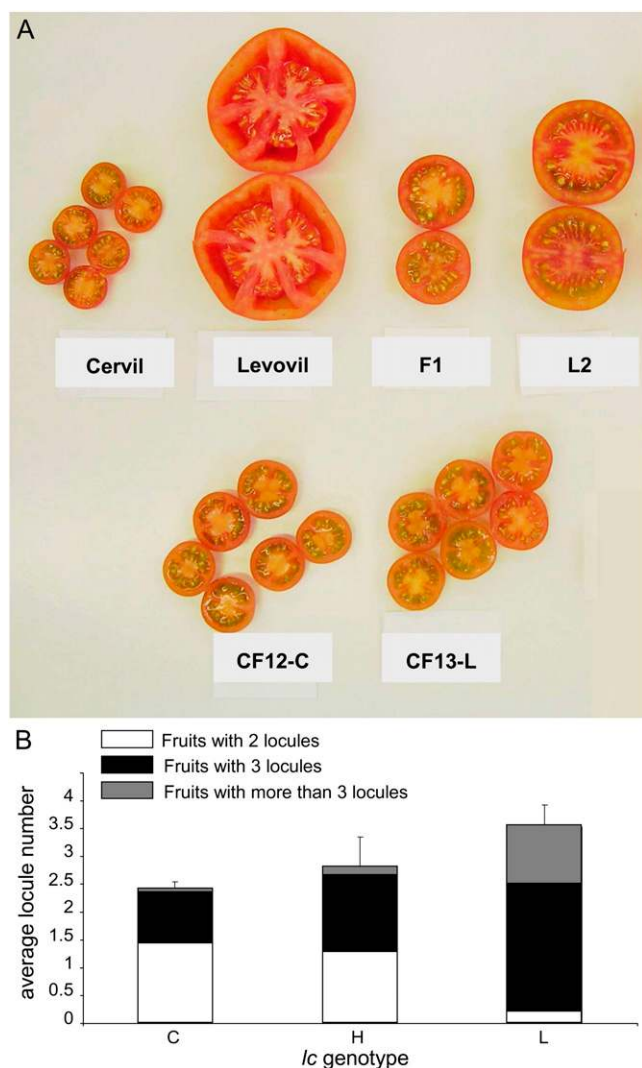 A
Cervil
Levovil
F1
L2
CF12-C
CF13-L
B
Fruits with 2 locules
Fruits with 3 locules
Fruits with more than 3 locules
average locule number
4
3.5
3
2.5
2
1.5
1
0.5
0
C H L
lc genotype